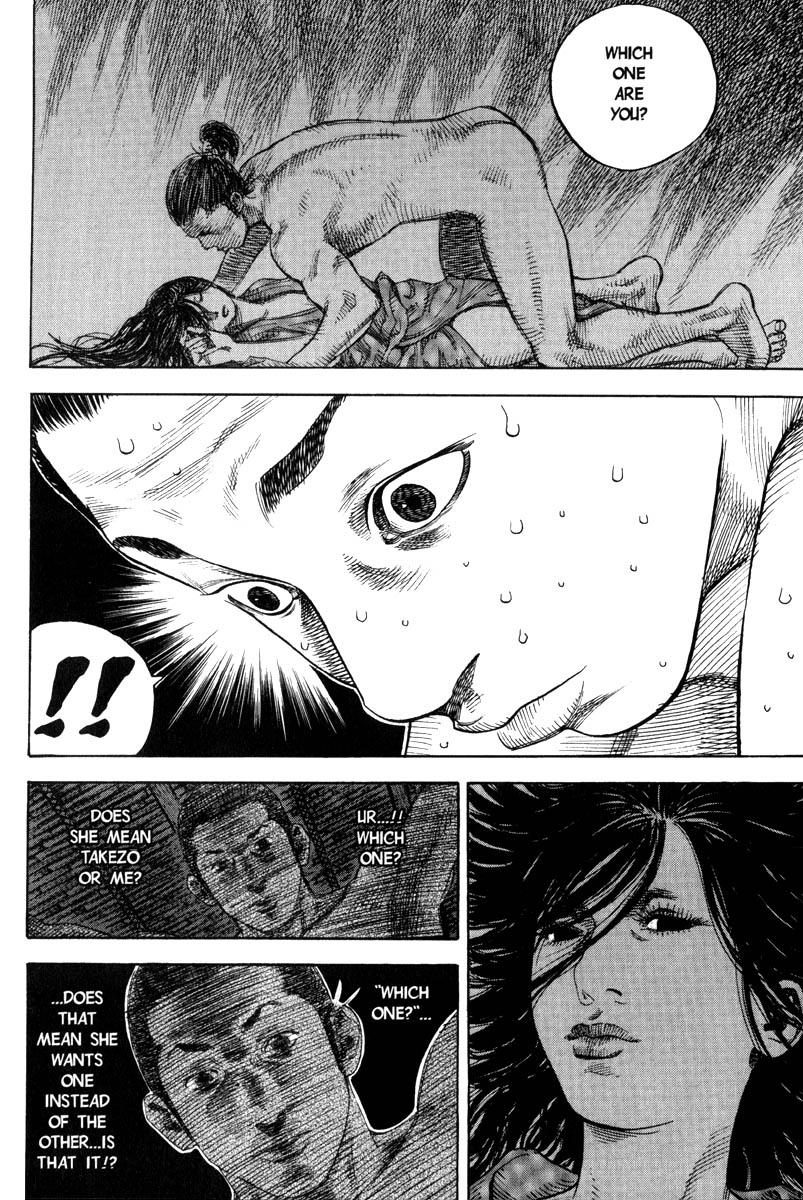 WHICH
ONE
ARE
YOU?
!!
UR...!!
WHICH
ONE?
DOES
SHE MEAN
TAKEZO
OR ME?
"WHICH
ONE?"...
...DOES
THAT
MEAN SHE
WANTS
ONE
INSTEAD
OF THE
OTHER...IS
THAT IT!?